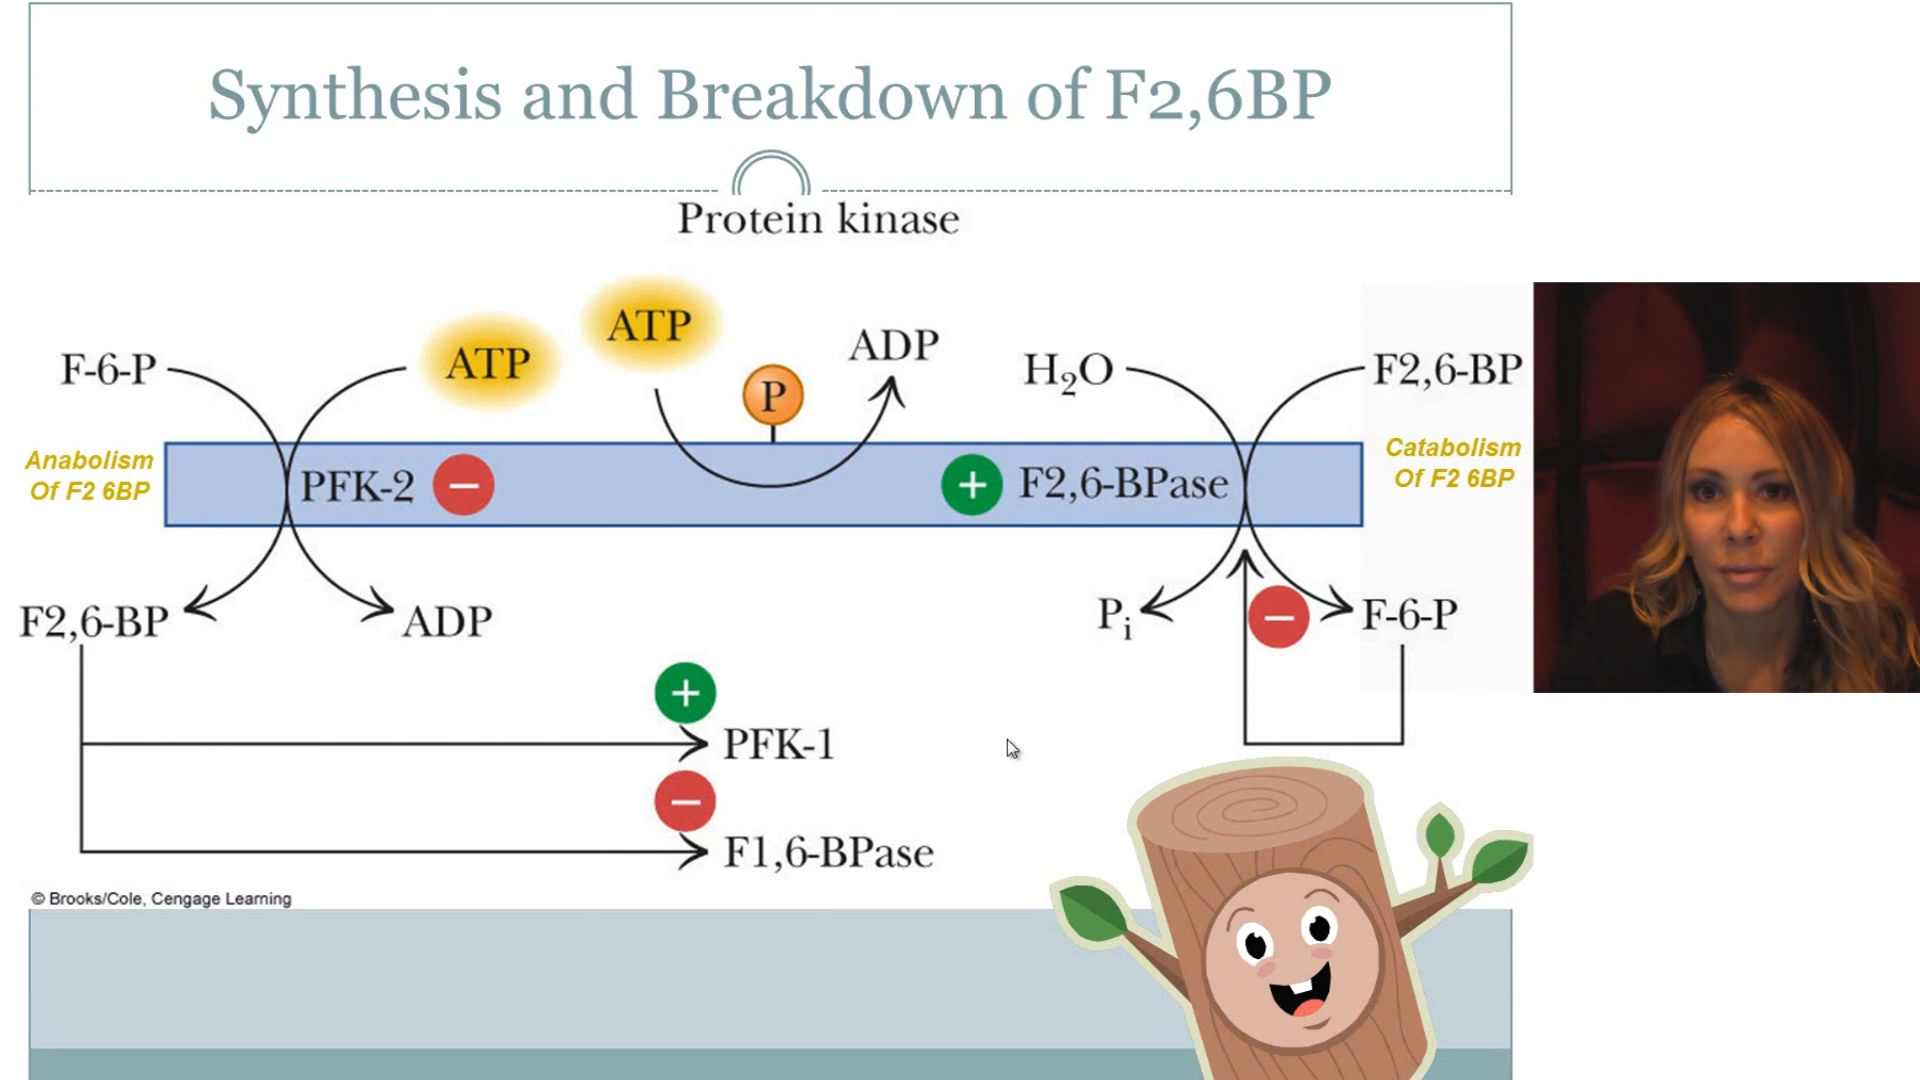 Synthesis and Breakdown of F2,6BP
Protein kinase
F-6-P
ATP
ATP
P
ADP
H₂O
F2,6-BP
Anabolism
Of F2 6BP
PFK-2 −
+ F2,6-BPase
Catabolism
Of F2 6BP
F2,6-BP
ADP
Pᵢ
−
F-6-P
+
PFK-1
−
F1,6-BPase
© Brooks/Cole, Cengage Learning